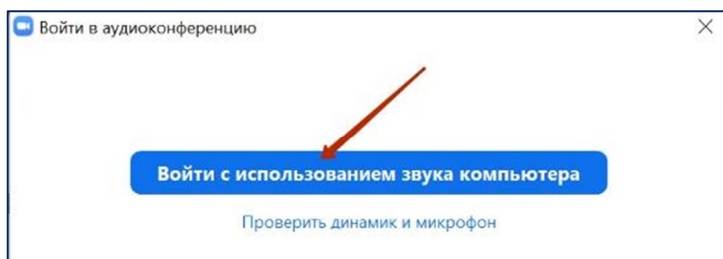 Войти в аудиоконференцию
Войти с использованием звука компьютера
Проверить динамик и микрофон